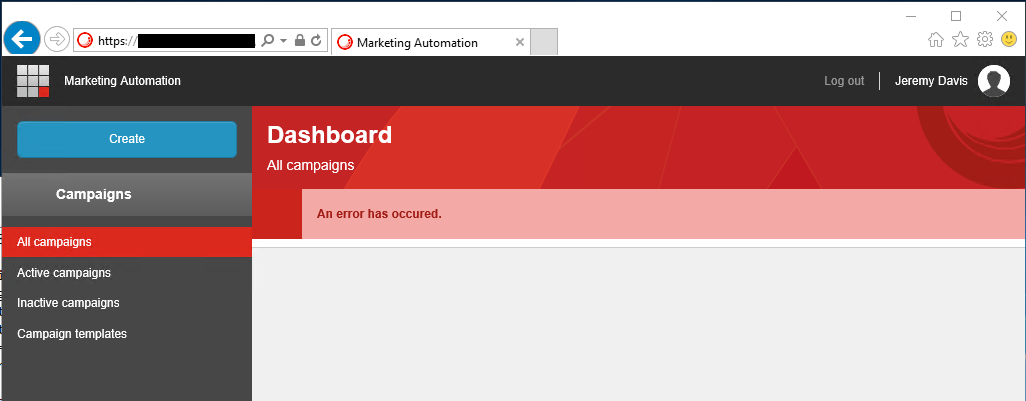 https://
Marketing Automation
Marketing Automation
Log out
Jeremy Davis
Create
Dashboard
All campaigns
Campaigns
An error has occured.
All campaigns
Active campaigns
Inactive campaigns
Campaign templates